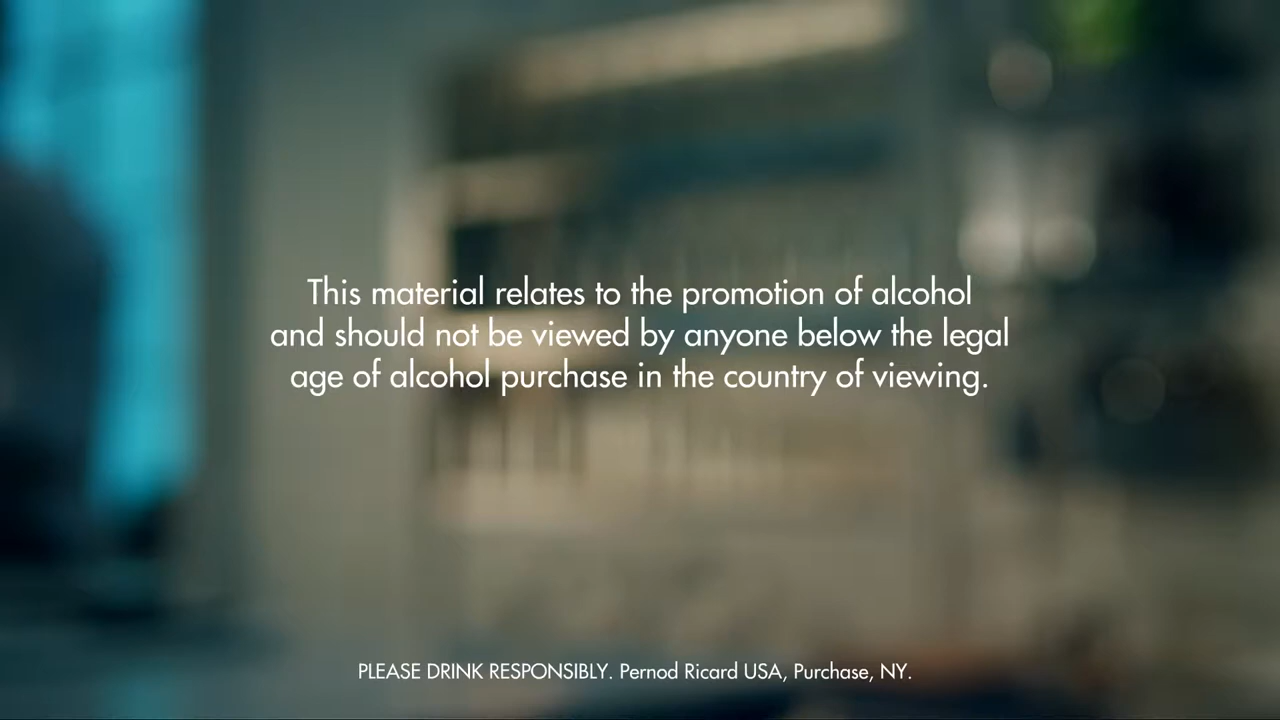 This material relates to the promotion of alcohol
and should not be viewed by anyone below the legal
age of alcohol purchase in the country of viewing.
PLEASE DRINK RESPONSIBLY. Pernod Ricard USA, Purchase, NY.